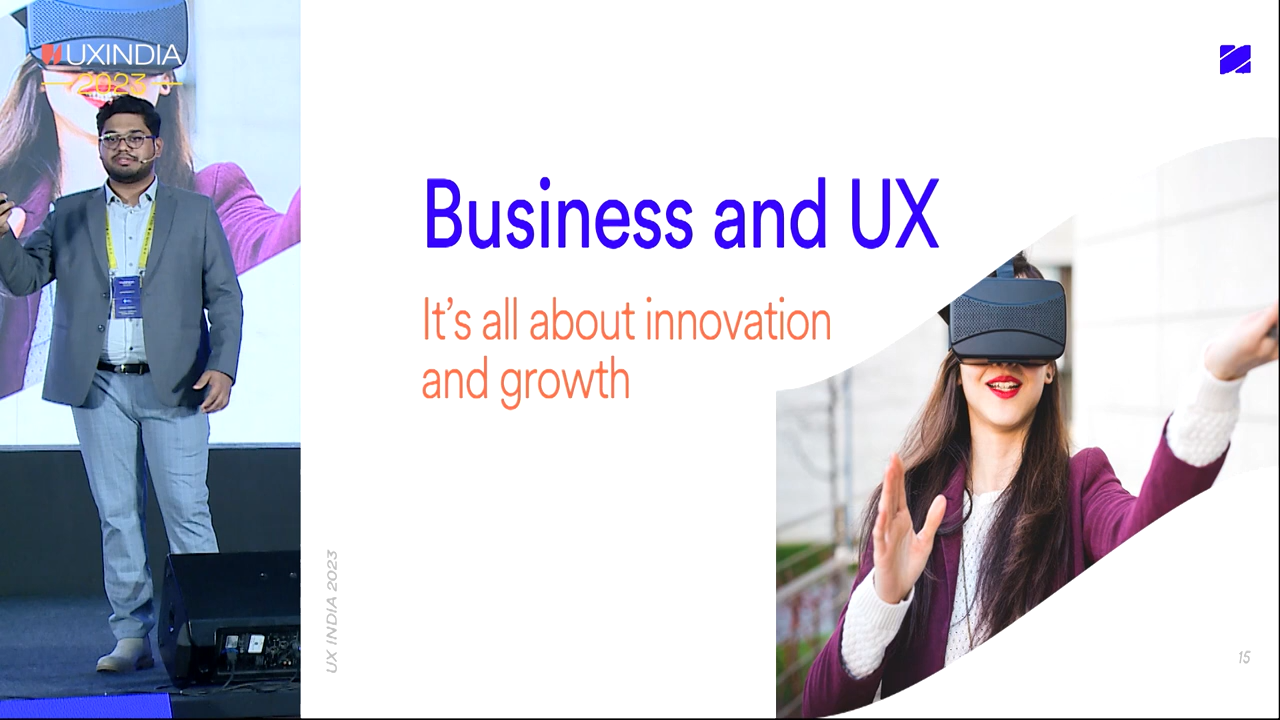 UXINDIA
2023
Business and UX
It's all about innovation
and growth
UX INDIA 2023
15